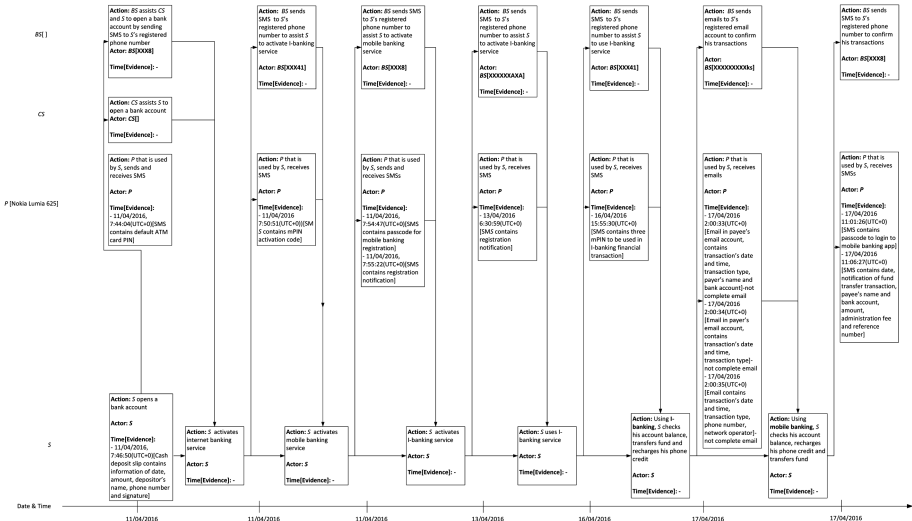 BS[ ]
Action: BS assists CS
and S to open a bank
account by sending
SMS to S's registered
phone number
Actor: BS[XXX8]
Time[Evidence]: -
Action: BS sends
SMS to S's
registered phone
number to assist S
to activate I-banking
service
Actor: BS[XXX41]
Time[Evidence]: -
Action: BS sends SMS
to S's registered
phone number to
assist S to activate
mobile banking service
Actor: BS[XXX8]
Time[Evidence]: -
Action: BS sends
SMS to S's
registered phone
number to assist S
to activate I-banking
service
Actor:
BS[XXXXXXAXA]
Time[Evidence]: -
Action: BS sends
SMS to S's
registered phone
number to assist S
to use I-banking
service
Actor: BS[XXX41]
Time[Evidence]: -
Action: BS sends
emails to S's
registered email
account to confirm
his transactions
Actor:
BS[XXXXXXXXXks]
Time[Evidence]: -
Action: BS sends
SMS to S's
registered
phone number
to confirm his
transactions
Actor: BS[XXX8]
Time[Evidence]: -
CS
Action: CS assists S to
open a bank account
Actor: CS[]
Time[Evidence]: -
P [Nokia Lumia 625]
Action: P that is used
by S, sends and
receives SMS
Actor: P
Time[Evidence]:
- 11/04/2016,
7:44:04(UTC+0)[SMS
contains default ATM
card PIN]
Action: P that is
used by S, receives
SMS
Actor: P
Time[Evidence]:
- 11/04/2016
7:50:51(UTC+0)[SM
S contains mPIN
activation code]
Action: P that is used
by S, sends and
receives SMSs
Actor: P
Time[Evidence]:
- 11/04/2016,
7:54:47(UTC+0)[SMS
contains passcode for
mobile banking
registration]
- 11/04/2016,
7:55:22(UTC+0)[SMS
contains registration
notification]
Action: P that is
used by S, receives
SMS
Actor: P
Time[Evidence]:
- 13/04/2016
6:30:59(UTC+0)
[SMS contains
registration
notification]
Action: P that is
used by S, receives
SMS
Actor: P
Time[Evidence]:
- 16/04/2016
15:55:30(UTC+0)
[SMS contains three
mPIN to be used in
I-banking financial
transaction]
Action: P that is
used by S, receives
emails
Actor: P
Time[Evidence]:
- 17/04/2016
2:00:33(UTC+0)
[Email in payer's
email account,
contains
transaction's date
and time,
transaction type,
payer's name and
bank account]-not
complete email
- 17/04/2016
2:00:34(UTC+0)
[Email in payer's
email account,
contains
transaction's date
and time,
transaction type]-
not complete email
- 17/04/2016
2:00:35(UTC+0)
[Email contains
transaction's date
and time,
transaction type,
phone number,
network operator]-
not complete email
Action: P that is
used by S, receives
SMSs
Actor: P
Time[Evidence]:
- 17/04/2016
11:01:26(UTC+0)
[SMS contains
passcode to login to
mobile banking app]
- 17/04/2016
11:06:27(UTC+0)
[SMS contains date,
notification of fund
transfer transaction,
payee's name and
bank account,
amount,
administration fee
and reference
number]
S
Action: S opens a
bank account
Actor: S
Time[Evidence]:
- 11/04/2016,
7:46:50(UTC+0)[Cash
deposit slip contains
information of date,
amount, depositor's
name, phone number
and signature]
Action: S activates
internet banking
service
Actor: S
Time[Evidence]: -
Action: S activates
mobile banking
service
Actor: S
Time[Evidence]: -
Action: S activates
I-banking service
Actor: S
Time[Evidence]: -
Action: S uses I-
banking service
Actor: S
Time[Evidence]: -
Action: Using I-
banking, S checks
his account balance,
transfers fund and
recharges his phone
credit
Actor: S
Time[Evidence]: -
Action: Using
mobile banking, S
checks his account
balance, recharges
his phone credit and
transfers fund
Actor: S
Time[Evidence]: -
Date & Time
11/04/2016
11/04/2016
11/04/2016
13/04/2016
16/04/2016
17/04/2016
17/04/2016